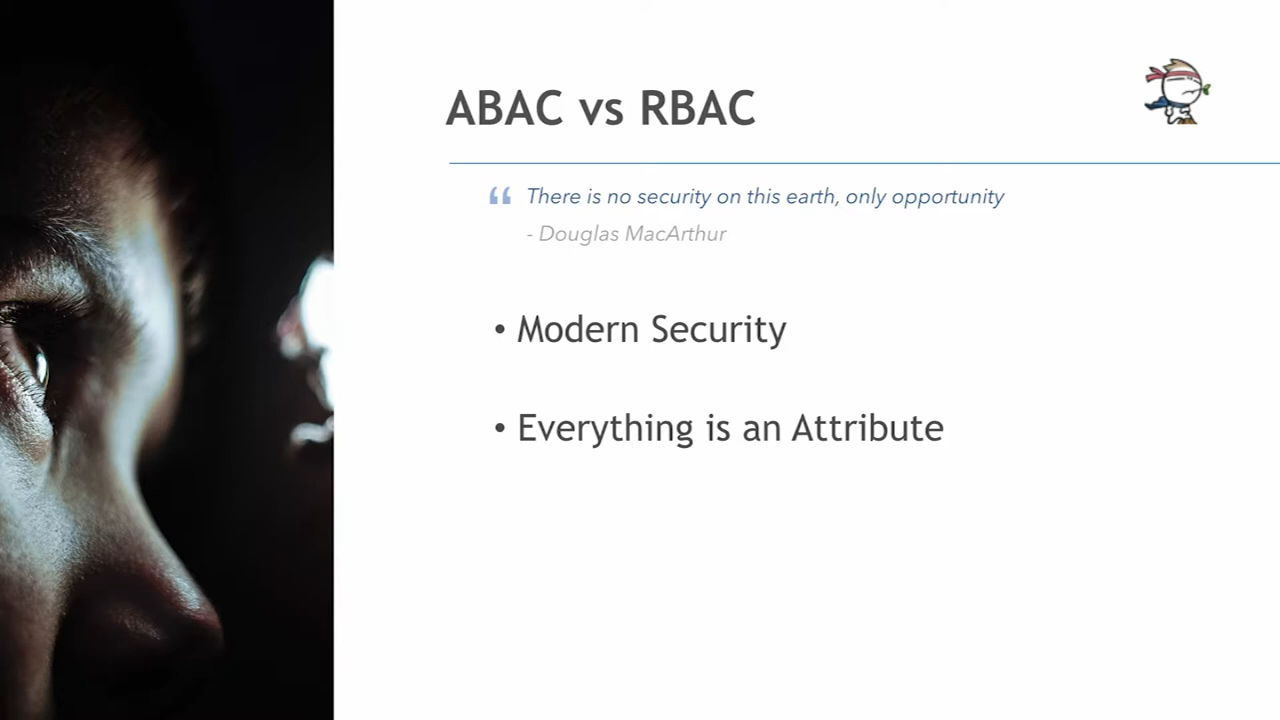 ABAC vs RBAC
“ There is no security on this earth, only opportunity
- Douglas MacArthur
• Modern Security
• Everything is an Attribute